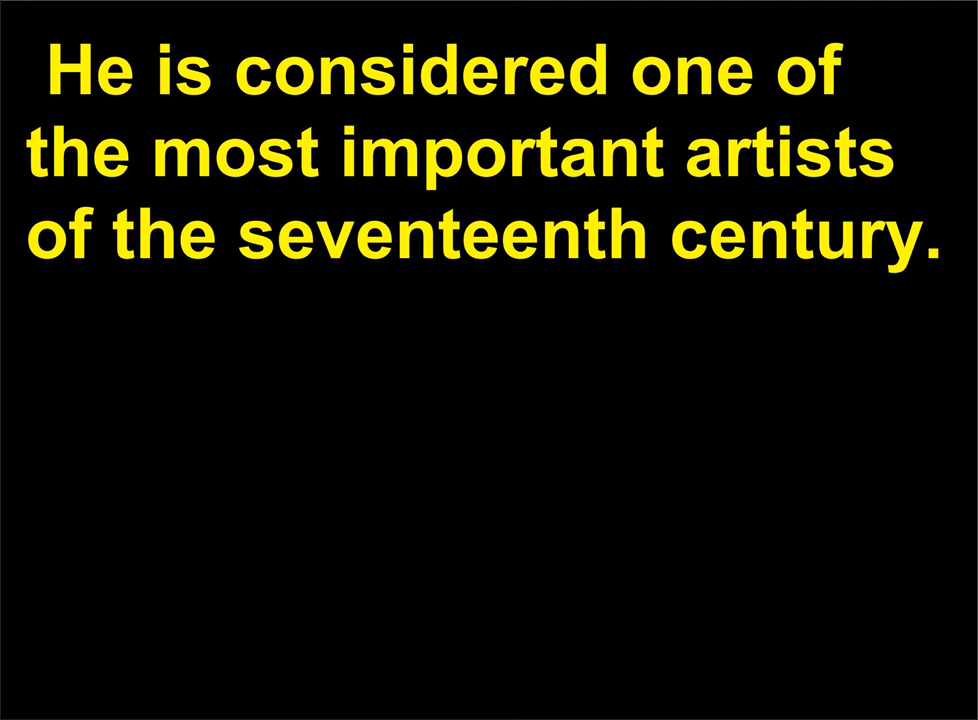 He is considered one of
the most important artists
of the seventeenth century.